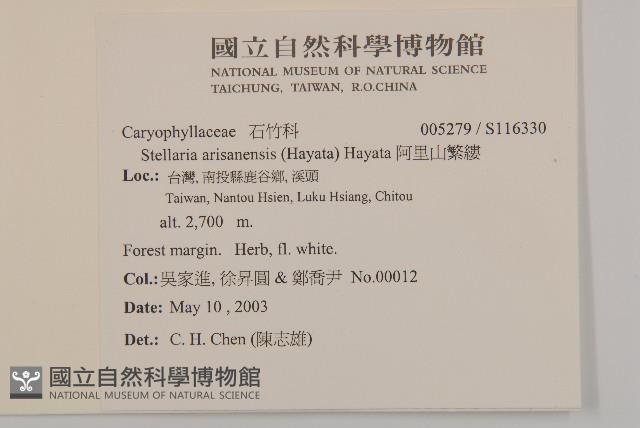 國立自然科學博物館
NATIONAL MUSEUM OF NATURAL SCIENCE
TAICHUNG, TAIWAN, R.O.CHINA
Caryophyllaceae 石竹科 005279 / S116330
Stellaria arisanensis (Hayata) Hayata 阿里山繁縷
Loc.: 台灣, 南投縣鹿谷鄉, 溪頭
Taiwan, Nantou Hsien, Luku Hsiang, Chitou
alt. 2,700 m.
Forest margin. Herb, fl. white.
Col.: 吳家進, 徐昇圓 & 鄭喬尹 No.00012
Date: May 10 , 2003
Det.: C. H. Chen (陳志雄)
國立自然科學博物館
NATIONAL MUSEUM OF NATURAL SCIENCE